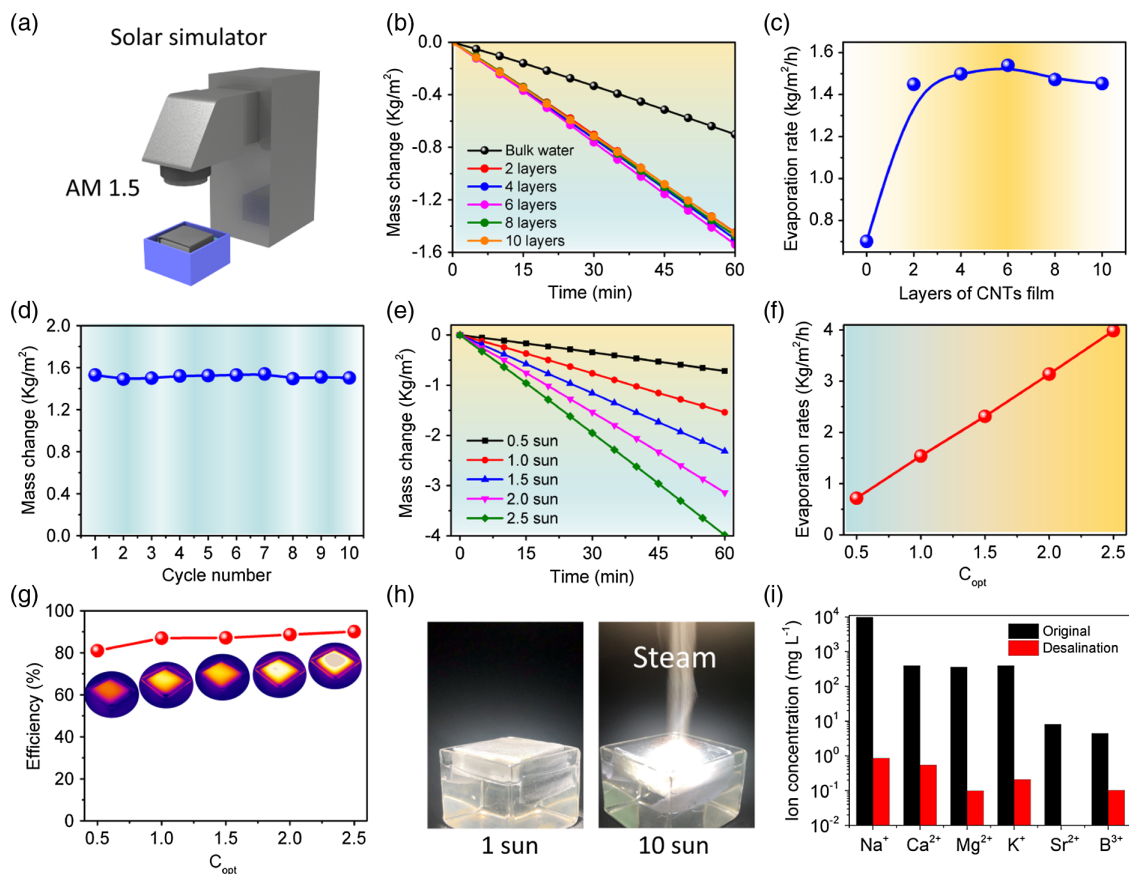 (a)
Solar simulator
AM 1.5
(b)
Mass change (Kg/m²)
0.0
-0.4
-0.8
-1.2
-1.6
Bulk water
2 layers
4 layers
6 layers
8 layers
10 layers
0 15 30 45 60
Time (min)
(c)
Evaporation rate (kg/m²/h)
1.6
1.4
1.2
1.0
0.8
0 2 4 6 8 10
Layers of CNTs film
(d)
Mass change (Kg/m²)
2.0
1.6
1.2
0.8
0.4
0.0
1 2 3 4 5 6 7 8 9 10
Cycle number
(e)
Mass change (Kg/m²)
0
-1
-2
-3
-4
0.5 sun
1.0 sun
1.5 sun
2.0 sun
2.5 sun
0 15 30 45 60
Time (min)
(f)
Evaporation rates (Kg/m²/h)
4
3
2
1
0
0.5 1.0 1.5 2.0 2.5
C_opt
(g)
Efficiency (%)
100
80
60
40
20
0
0.5 1.0 1.5 2.0 2.5
C_opt
(h)
Steam
1 sun
10 sun
(i)
Ion concentration (mg L⁻¹)
10⁴
10³
10²
10¹
10⁰
10⁻¹
10⁻²
Original
Desalination
Na⁺ Ca²⁺ Mg²⁺ K⁺ Sr²⁺ B³⁺